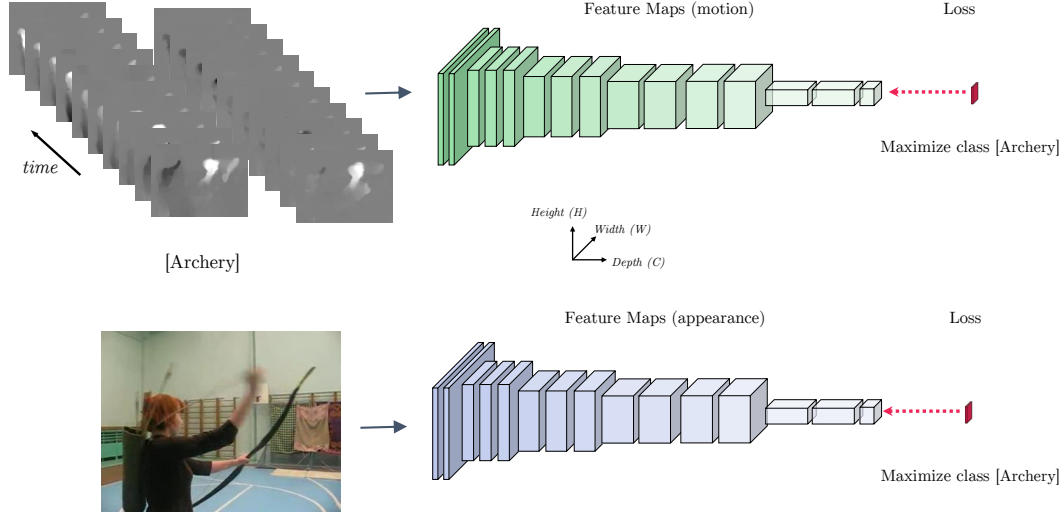 Feature Maps (motion)
Loss
time
Maximize class [Archery]
Height (H)
Width (W)
Depth (C)
[Archery]
Feature Maps (appearance)
Loss
Maximize class [Archery]